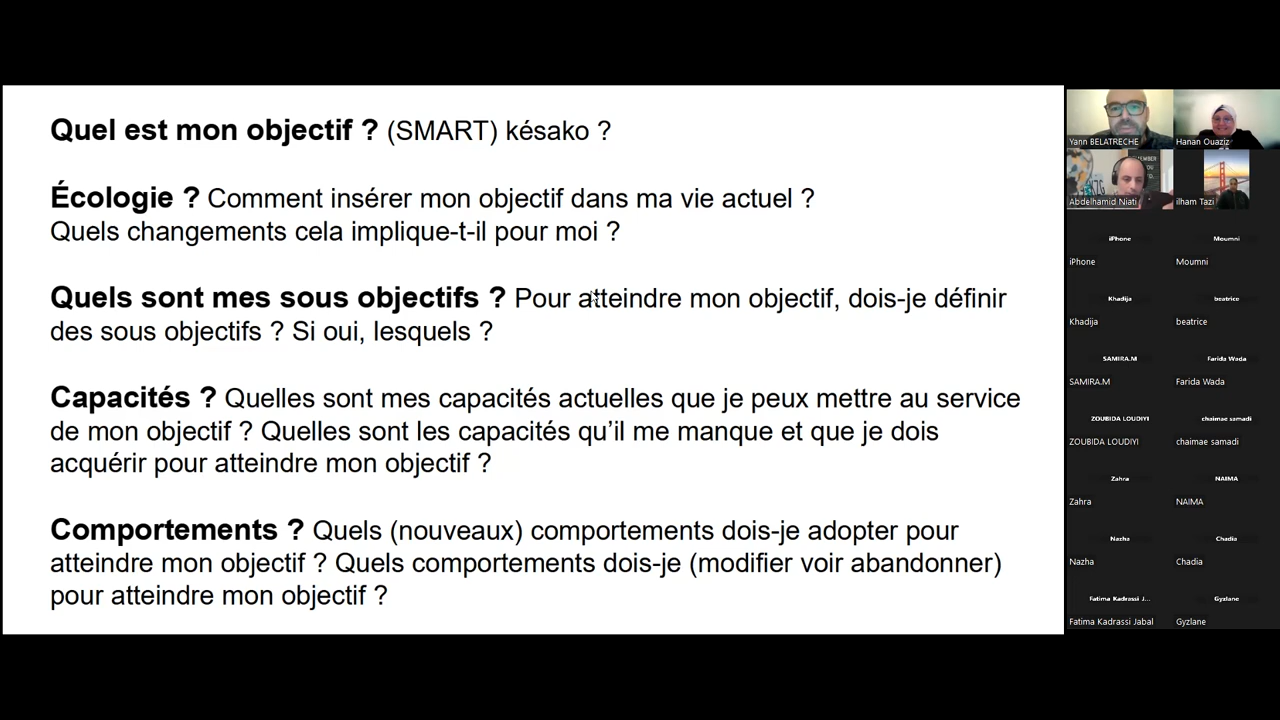 Quel est mon objectif ? (SMART) késako ?
Écologie ? Comment insérer mon objectif dans ma vie actuel ?
Quels changements cela implique-t-il pour moi ?
Quels sont mes sous objectifs ? Pour atteindre mon objectif, dois-je définir
des sous objectifs ? Si oui, lesquels ?
Capacités ? Quelles sont mes capacités actuelles que je peux mettre au service
de mon objectif ? Quelles sont les capacités qu’il me manque et que je dois
acquérir pour atteindre mon objectif ?
Comportements ? Quels (nouveaux) comportements dois-je adopter pour
atteindre mon objectif ? Quels comportements dois-je (modifier voir abandonner)
pour atteindre mon objectif ?
Yann BELATRECHE
Hanan Ouaziz
Abdelhamid Niati
ilham Tazi
iPhone
Moumni
iPhone
Moumni
Khadija
beatrice
Khadija
beatrice
SAMIRA.M
Farida Wada
SAMIRA.M
Farida Wada
ZOUBIDA LOUDIYI
chaimae samadi
ZOUBIDA LOUDIYI
chaimae samadi
Zahra
NAIMA
Zahra
NAIMA
Nazha
Chadia
Nazha
Chadia
Fatima Kadrassi J...
Gyzlane
Fatima Kadrassi Jabal
Gyzlane